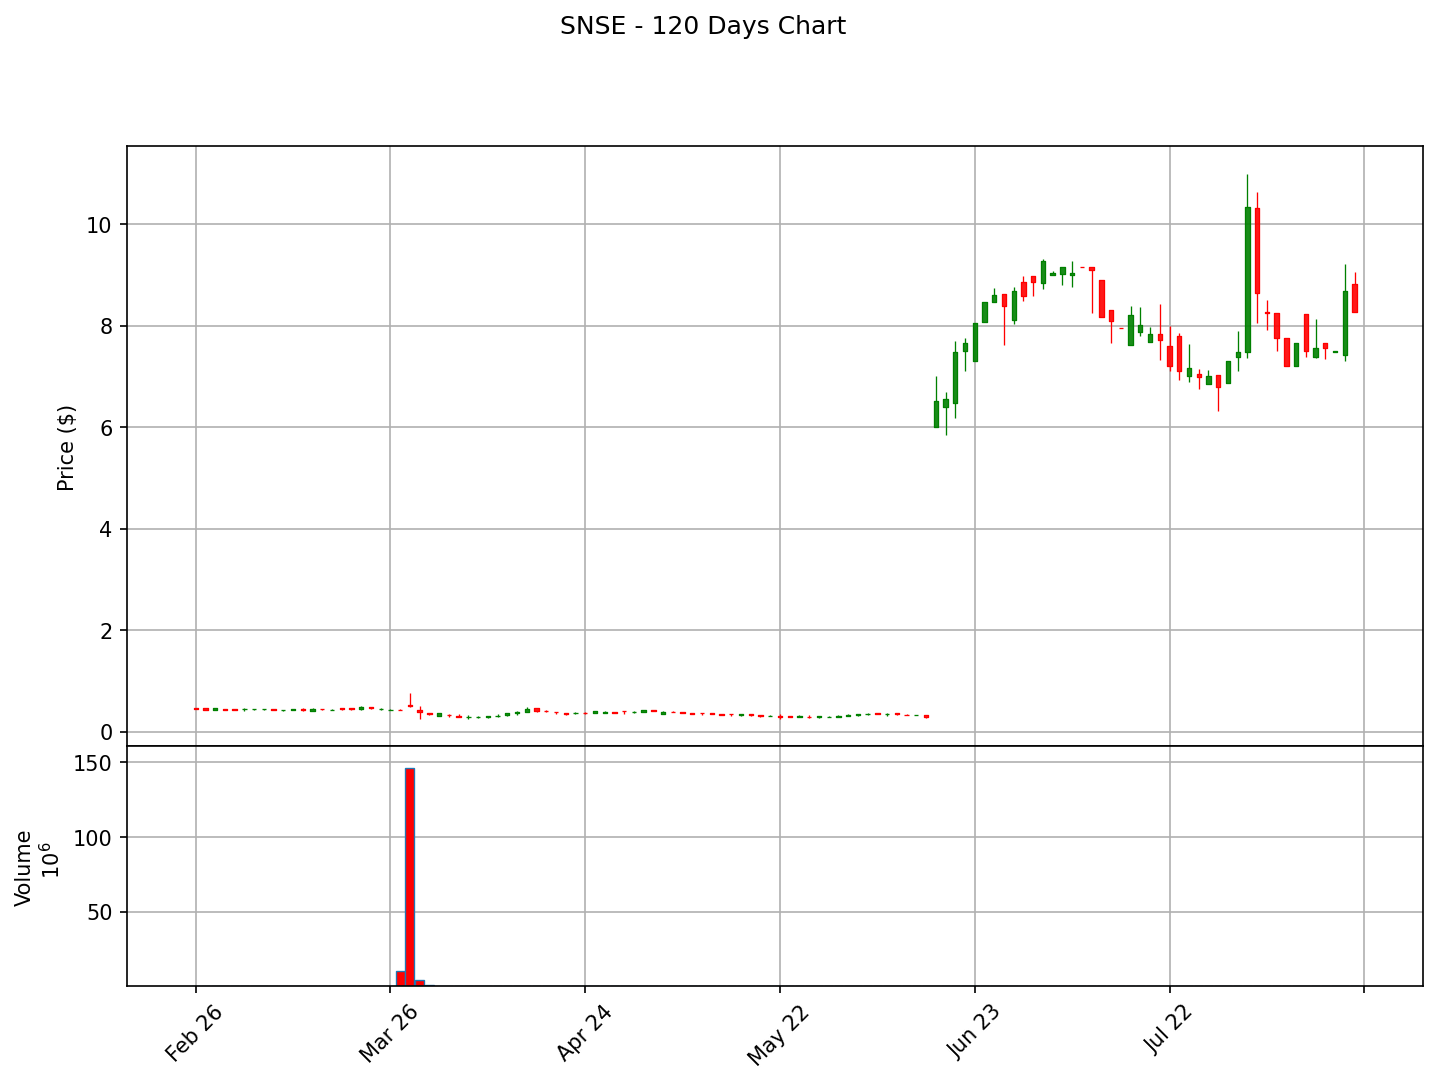 SNSE - 120 Days Chart
Price ($)
10
8
6
4
2
0
Volume
10⁶
150
100
50
Feb 26
Mar 26
Apr 24
May 22
Jun 23
Jul 22